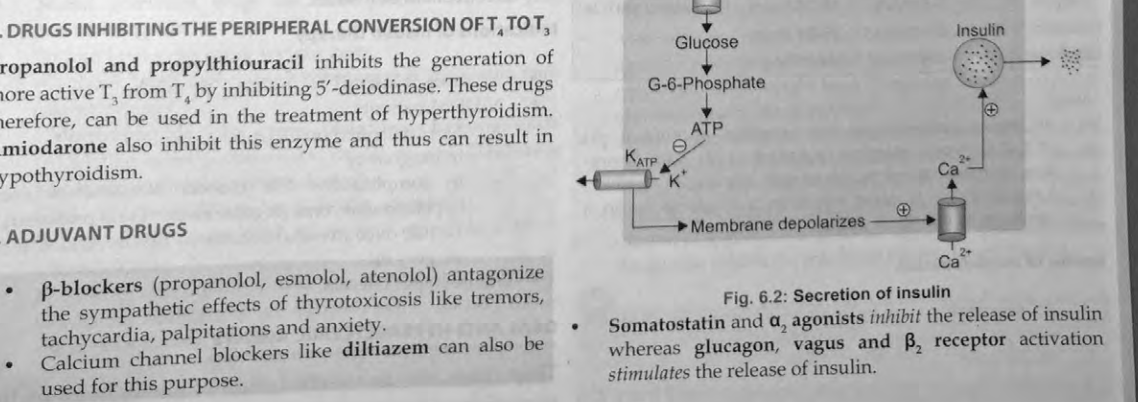 . DRUGS INHIBITING THE PERIPHERAL CONVERSION OF T4 TO T3
ropanolol and propylthiouracil inhibits the generation of
nore active T3 from T4 by inhibiting 5′-deiodinase. These drugs
herefore, can be used in the treatment of hyperthyroidism.
miodarone also inhibit this enzyme and thus can result in
ypothyroidism.
. ADJUVANT DRUGS
• β-blockers (propanolol, esmolol, atenolol) antagonize
the sympathetic effects of thyrotoxicosis like tremors,
tachycardia, palpitations and anxiety.
• Calcium channel blockers like diltiazem can also be
used for this purpose.
Glucose
G-6-Phosphate
ATP
⊖
KATP
K+
Membrane depolarizes
⊕
Insulin
⊕
Ca2+
Ca2+
Fig. 6.2: Secretion of insulin
• Somatostatin and α2 agonists inhibit the release of insulin
whereas glucagon, vagus and β2 receptor activation
stimulates the release of insulin.